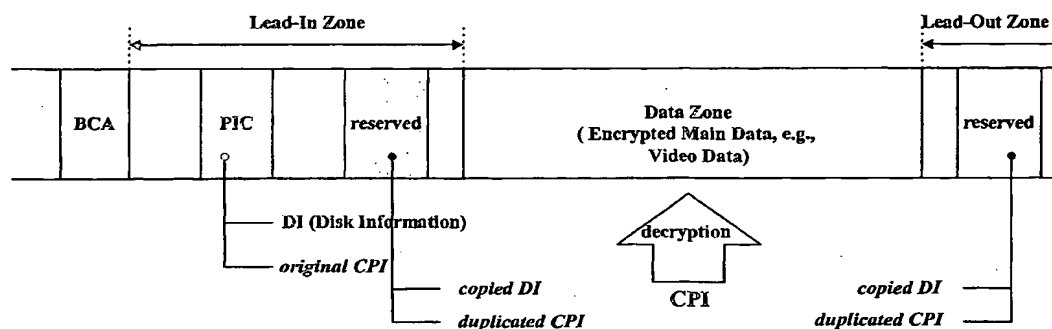 Lead-In Zone
Lead-Out Zone
BCA
PIC
reserved
Data Zone
( Encrypted Main Data, e.g.,
Video Data)
reserved
DI (Disk Information)
original CPI
decryption
CPI
copied DI
duplicated CPI
copied DI
duplicated CPI